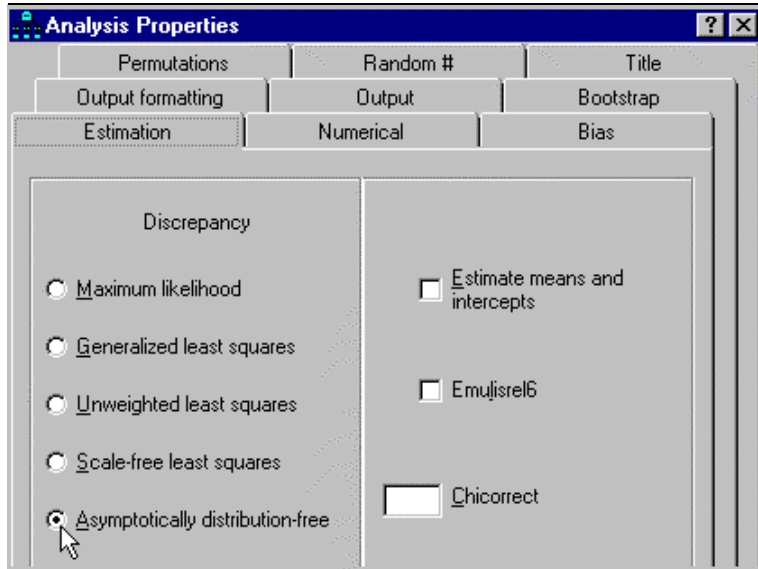 Analysis Properties
Permutations Random # Title
Output formatting Output Bootstrap
Estimation Numerical Bias
Discrepancy
Maximum likelihood
Generalized least squares
Unweighted least squares
Scale-free least squares
Asymptotically distribution-free
Estimate means and
intercepts
Emulisrel6
Chicorrect